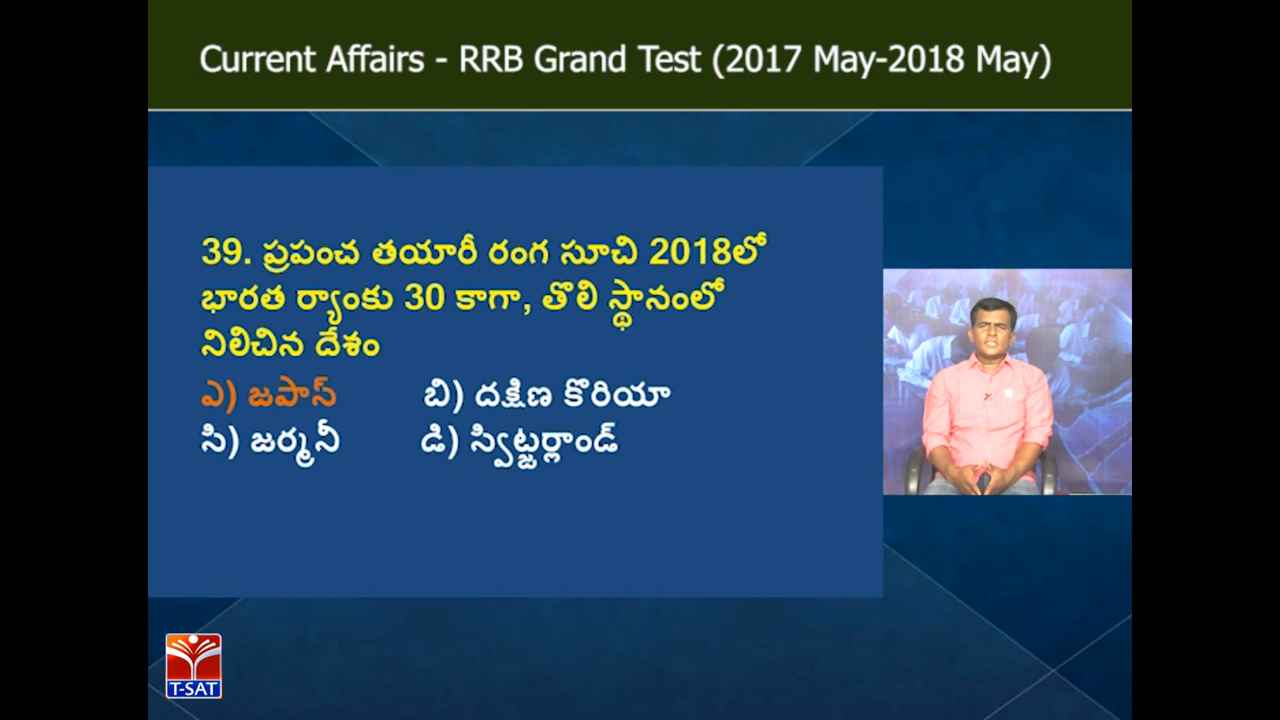 Current Affairs - RRB Grand Test (2017 May-2018 May)
39. ప్రపంచ తయారీ రంగ సూచి 2018లో
భారత ర్యాంకు 30 కాగా, తొలి స్థానంలో
నిలిచిన దేశం
ఎ) జపాన్ బి) దక్షిణ కొరియా
సి) జర్మనీ డి) స్విట్జర్లాండ్
T-SAT